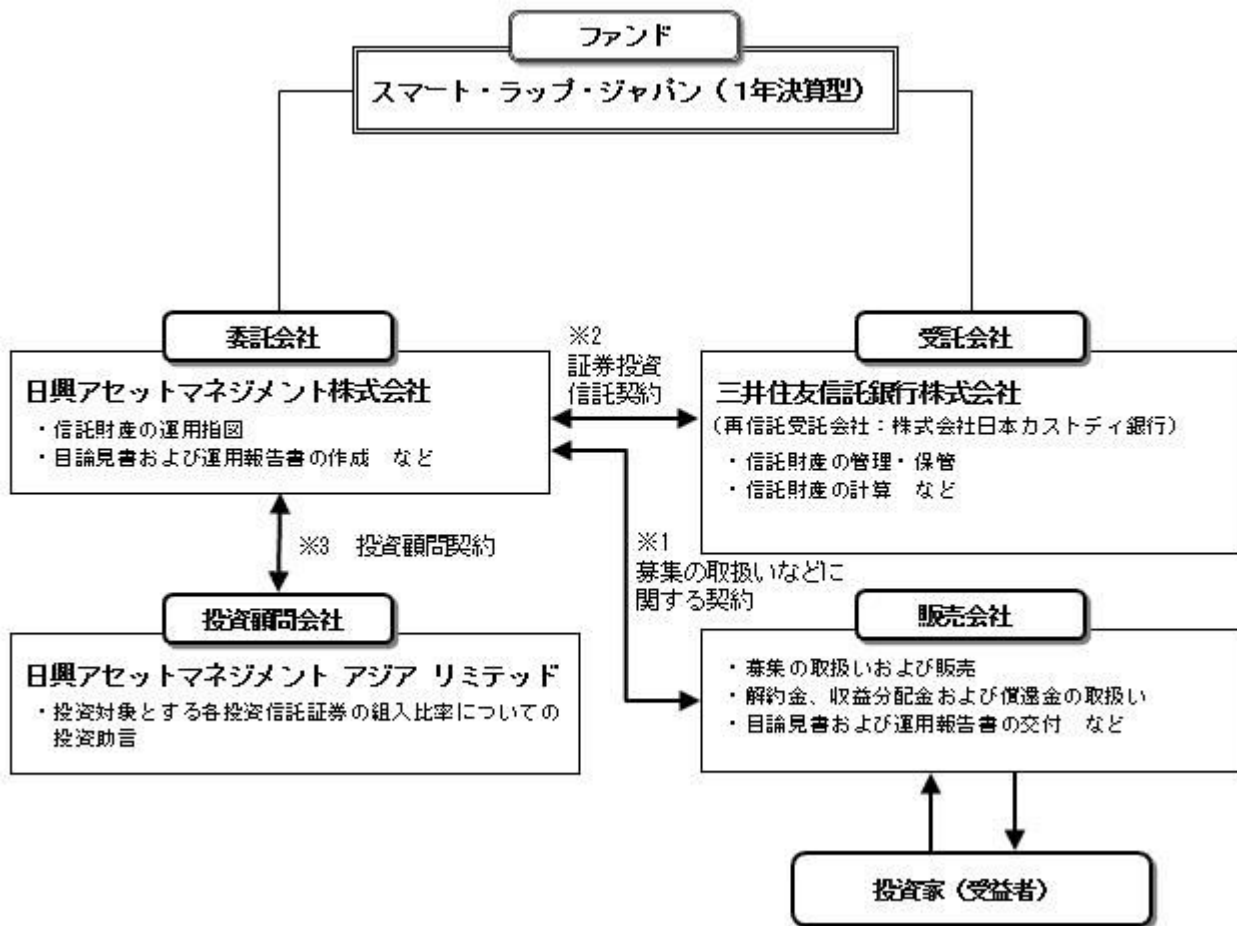 ファンド
スマート・ラップ・ジャパン（1年決算型）
委託会社
日興アセットマネジメント株式会社
・信託財産の運用指図
・目論見書および運用報告書の作成　など
※2
証券投資
信託契約
受託会社
三井住友信託銀行株式会社
（再信託受託会社：株式会社日本カストディ銀行）
・信託財産の管理・保管
・信託財産の計算　など
※3　投資顧問契約
※1
募集の取扱いなどに
関する契約
投資顧問会社
日興アセットマネジメント アジア リミテッド
・投資対象とする各投資信託証券の組入比率についての
投資助言
販売会社
・募集の取扱いおよび販売
・解約金、収益分配金および償還金の取扱い
・目論見書および運用報告書の交付　など
投資家（受益者）